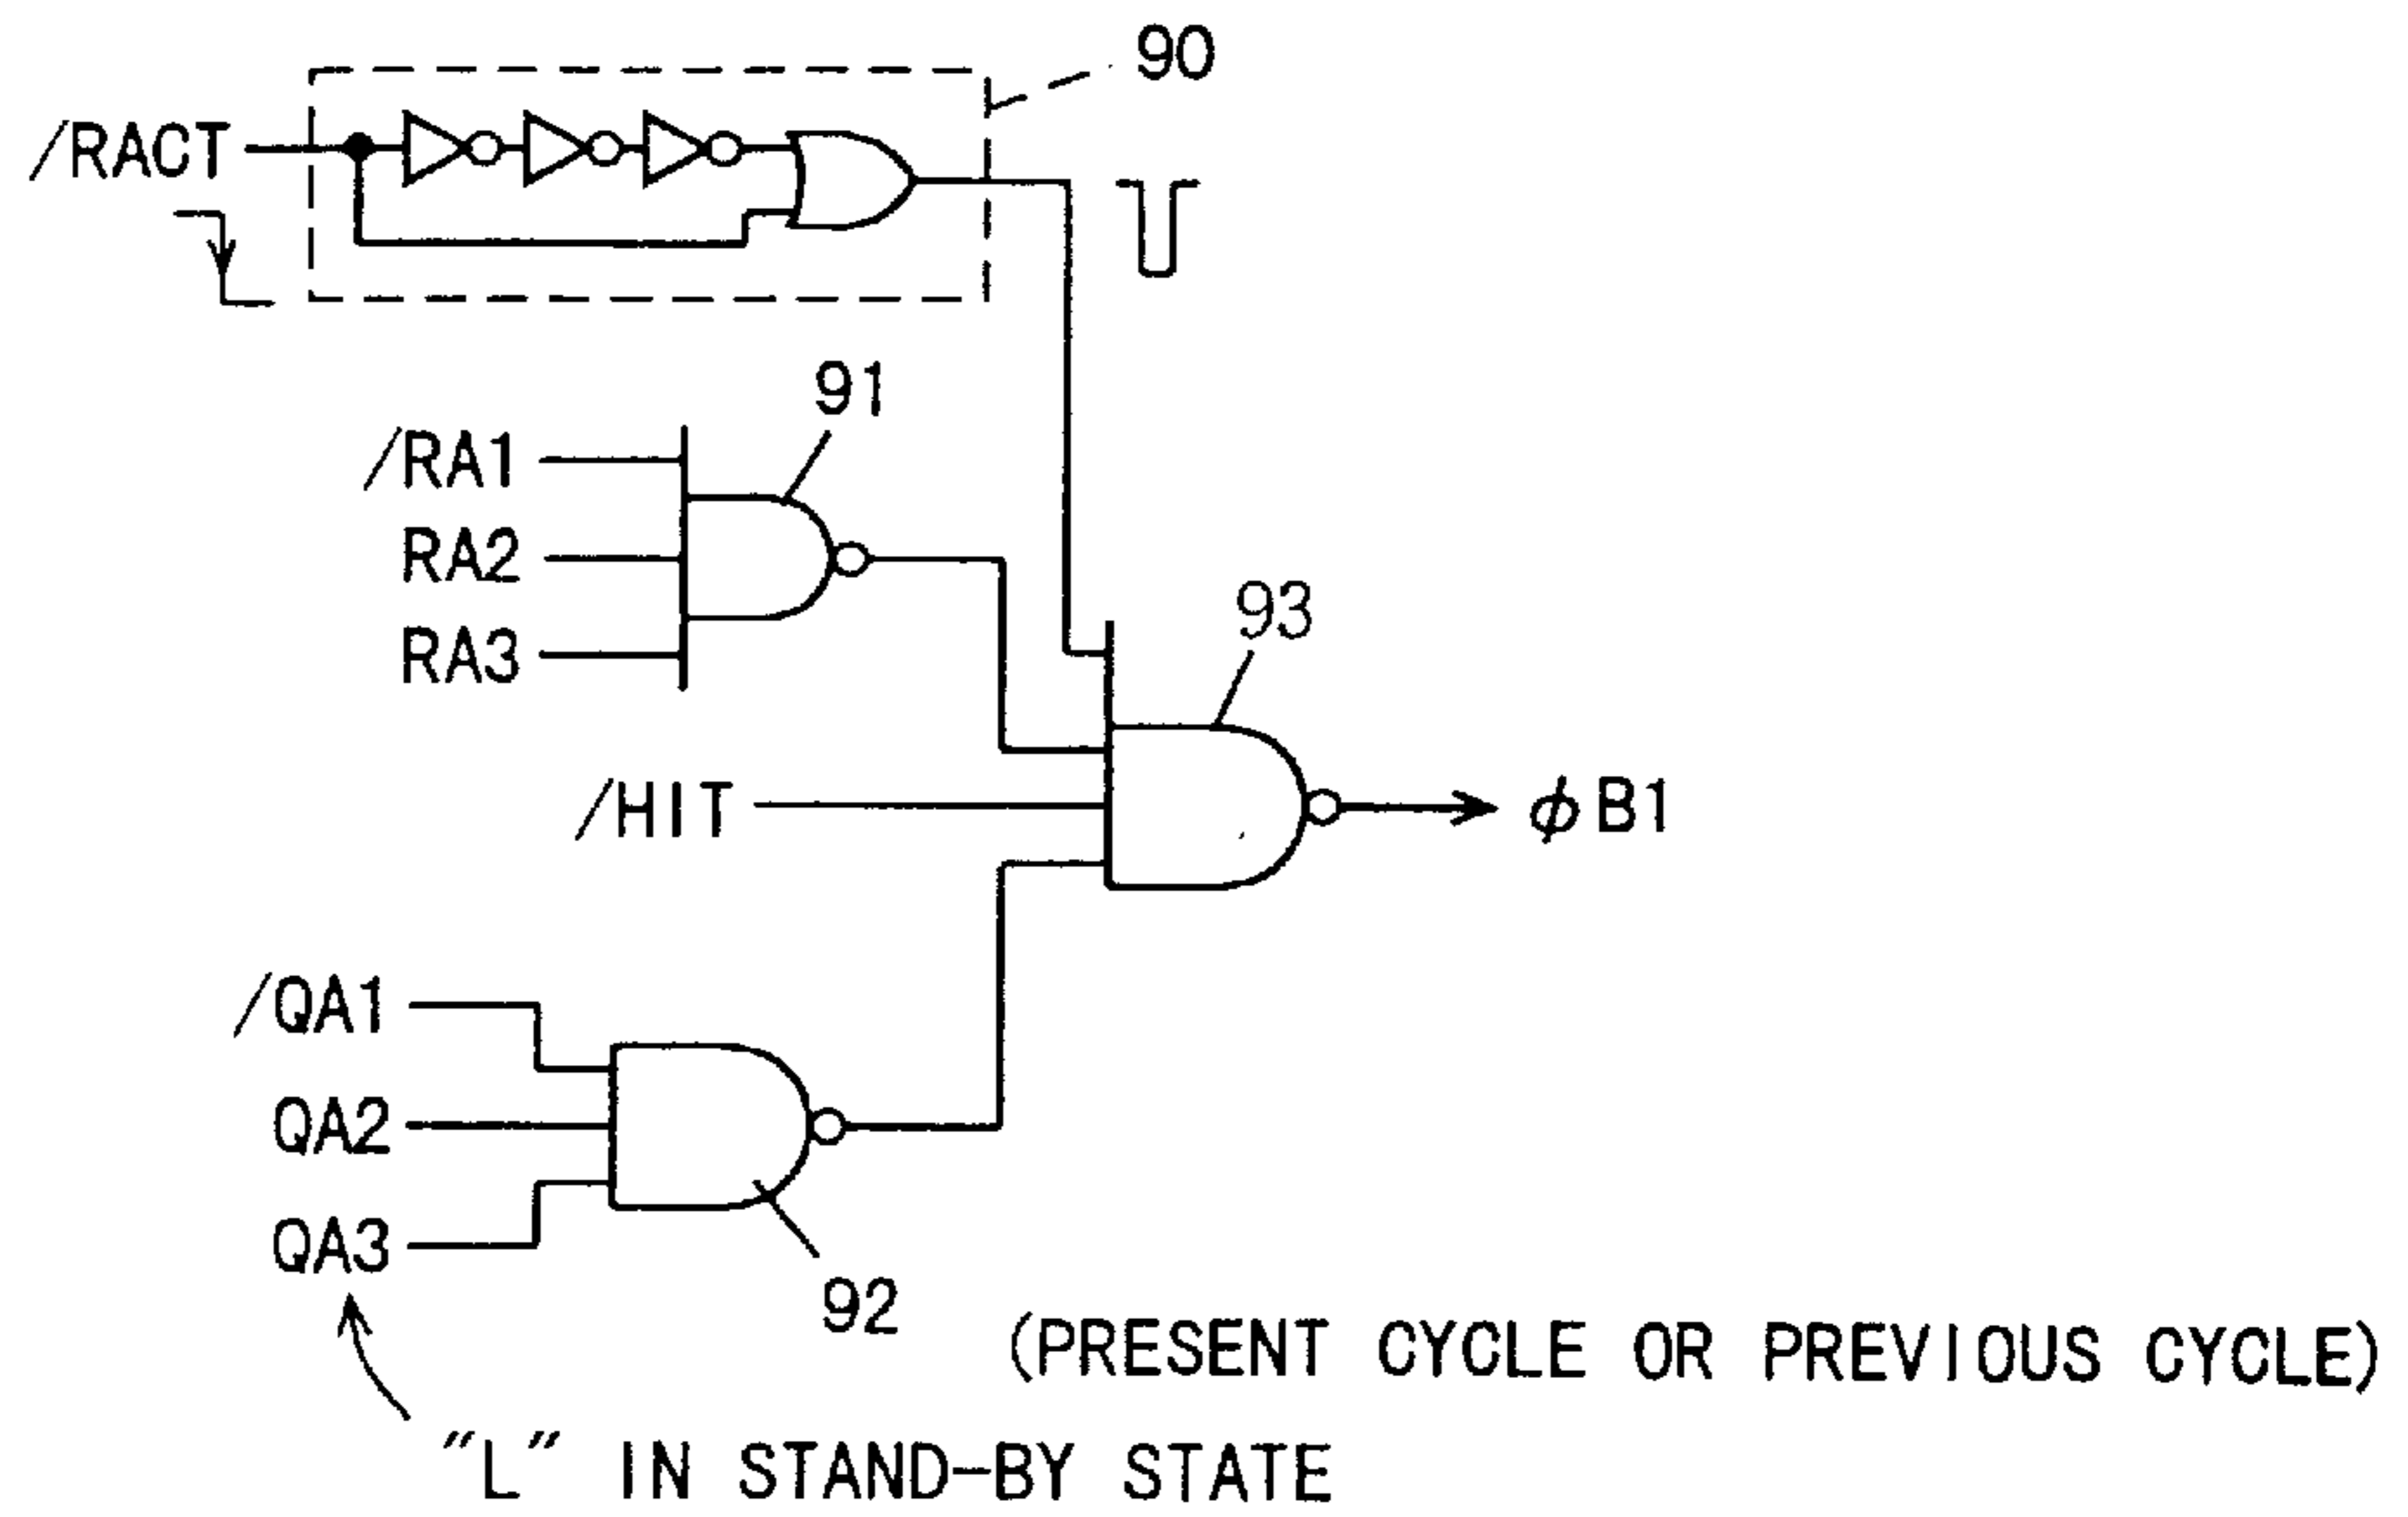 90
/RACT
91
/RA1
RA2
RA3
93
/HIT
φB1
/QA1
QA2
QA3
92
(PRESENT CYCLE OR PREVIOUS CYCLE)
"L" IN STAND-BY STATE